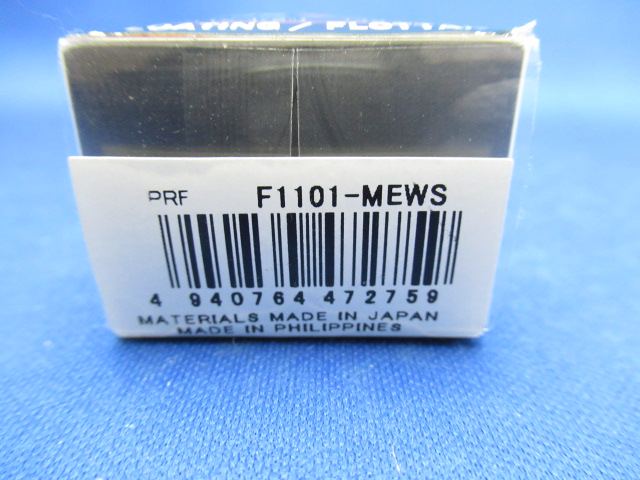 PRF F1101-MEWS
4 940764 472759
MATERIALS MADE IN JAPAN
MADE IN PHILIPPINES